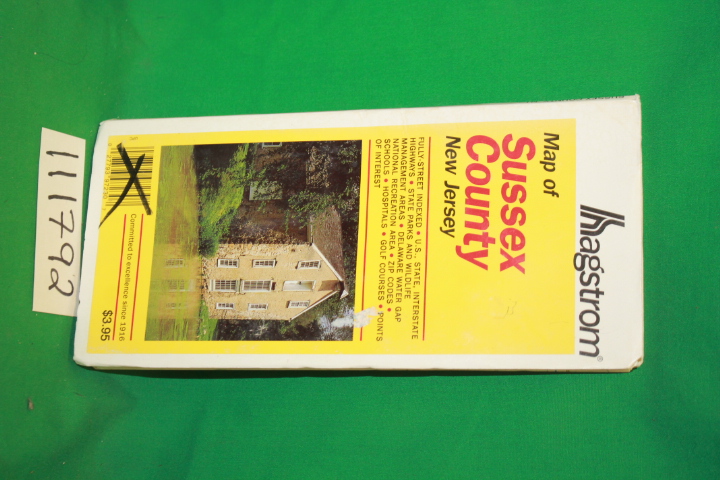 Hagstrom®
Map of
Sussex
County
New Jersey
FULLY STREET INDEXED • U.S., STATE, INTERSTATE
HIGHWAYS • STATE PARKS AND WILDLIFE
MANAGEMENT AREAS • DELAWARE WATER GAP
NATIONAL RECREATION AREA • ZIP CODES •
SCHOOLS • HOSPITALS • GOLF COURSES • POINTS
OF INTEREST
Committed to excellence since 1916
$3.95
111792